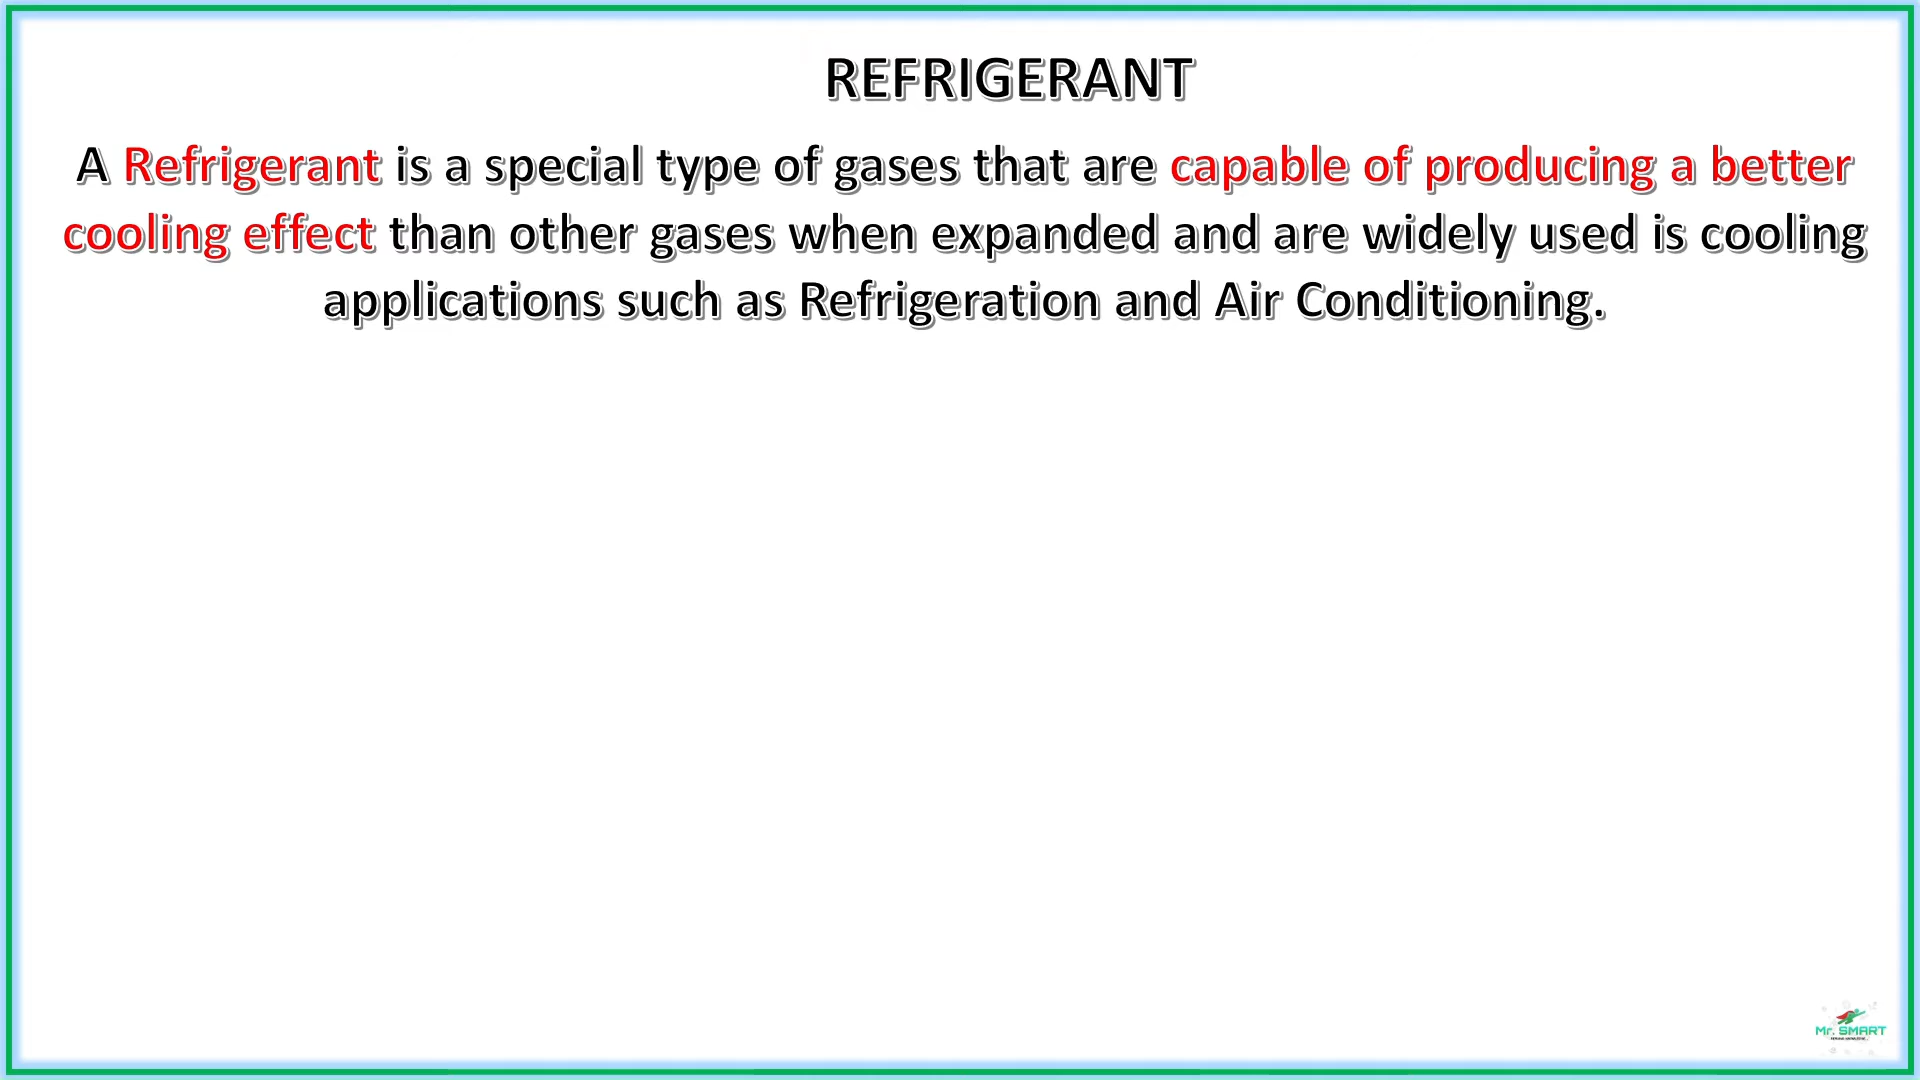 REFRIGERANT
A Refrigerant is a special type of gases that are capable of producing a better
cooling effect than other gases when expanded and are widely used is cooling
applications such as Refrigeration and Air Conditioning.
Mr. SMART